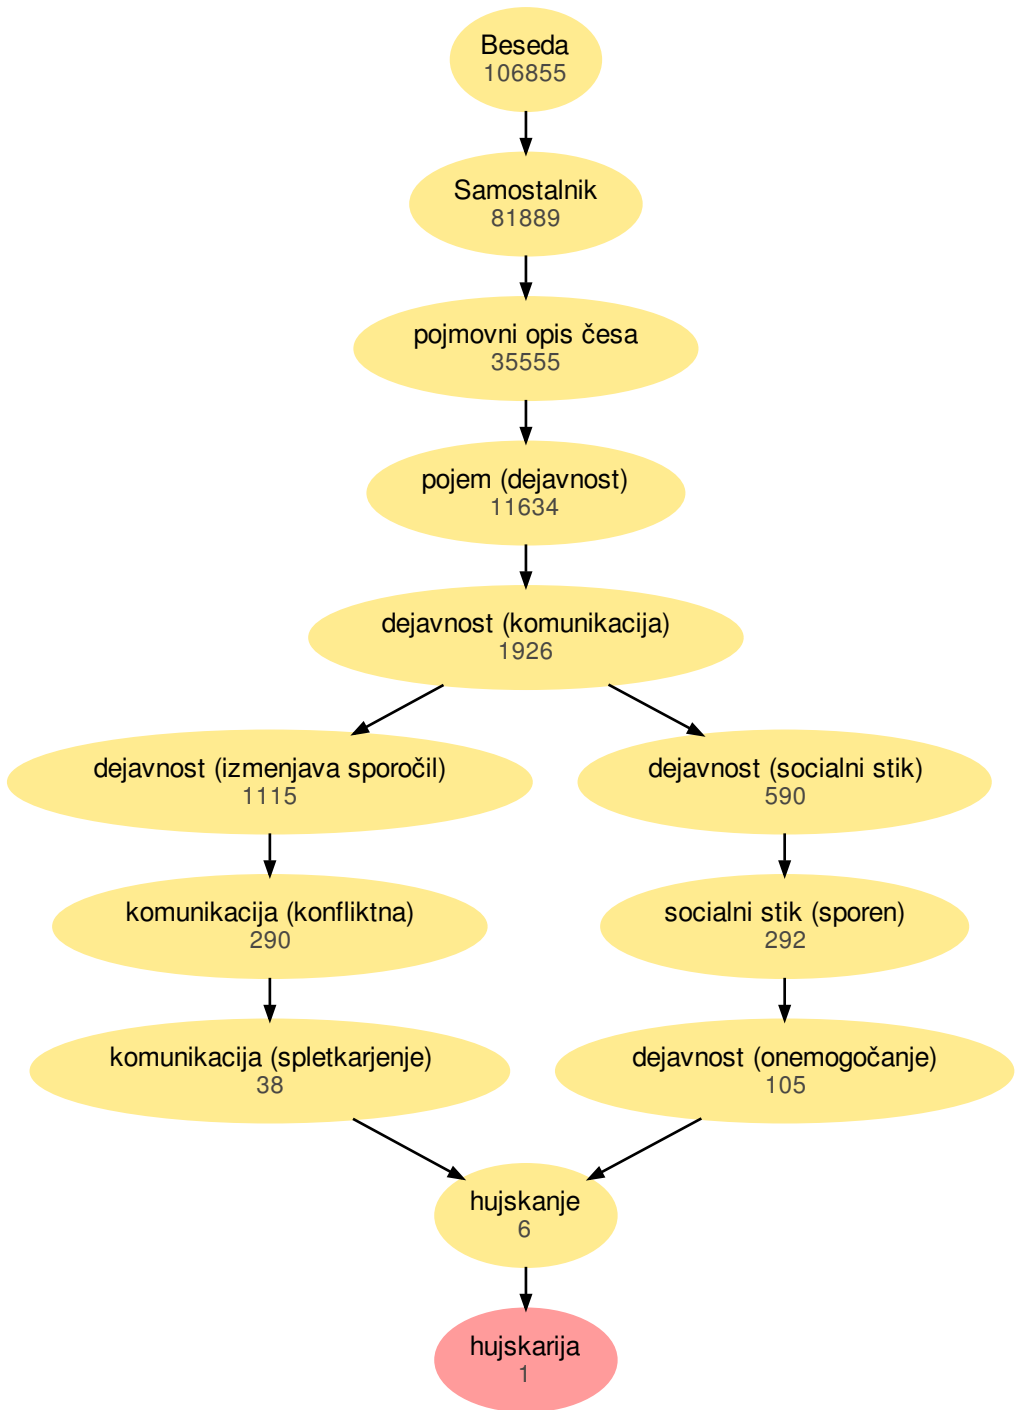 Beseda
106855
Samostalnik
81889
pojmovni opis česa
35555
pojem (dejavnost)
11634
dejavnost (komunikacija)
1926
dejavnost (izmenjava sporočil)
1115
dejavnost (socialni stik)
590
komunikacija (konfliktna)
290
socialni stik (sporen)
292
komunikacija (spletkarjenje)
38
dejavnost (onemogočanje)
105
hujskanje
6
hujskarija
1